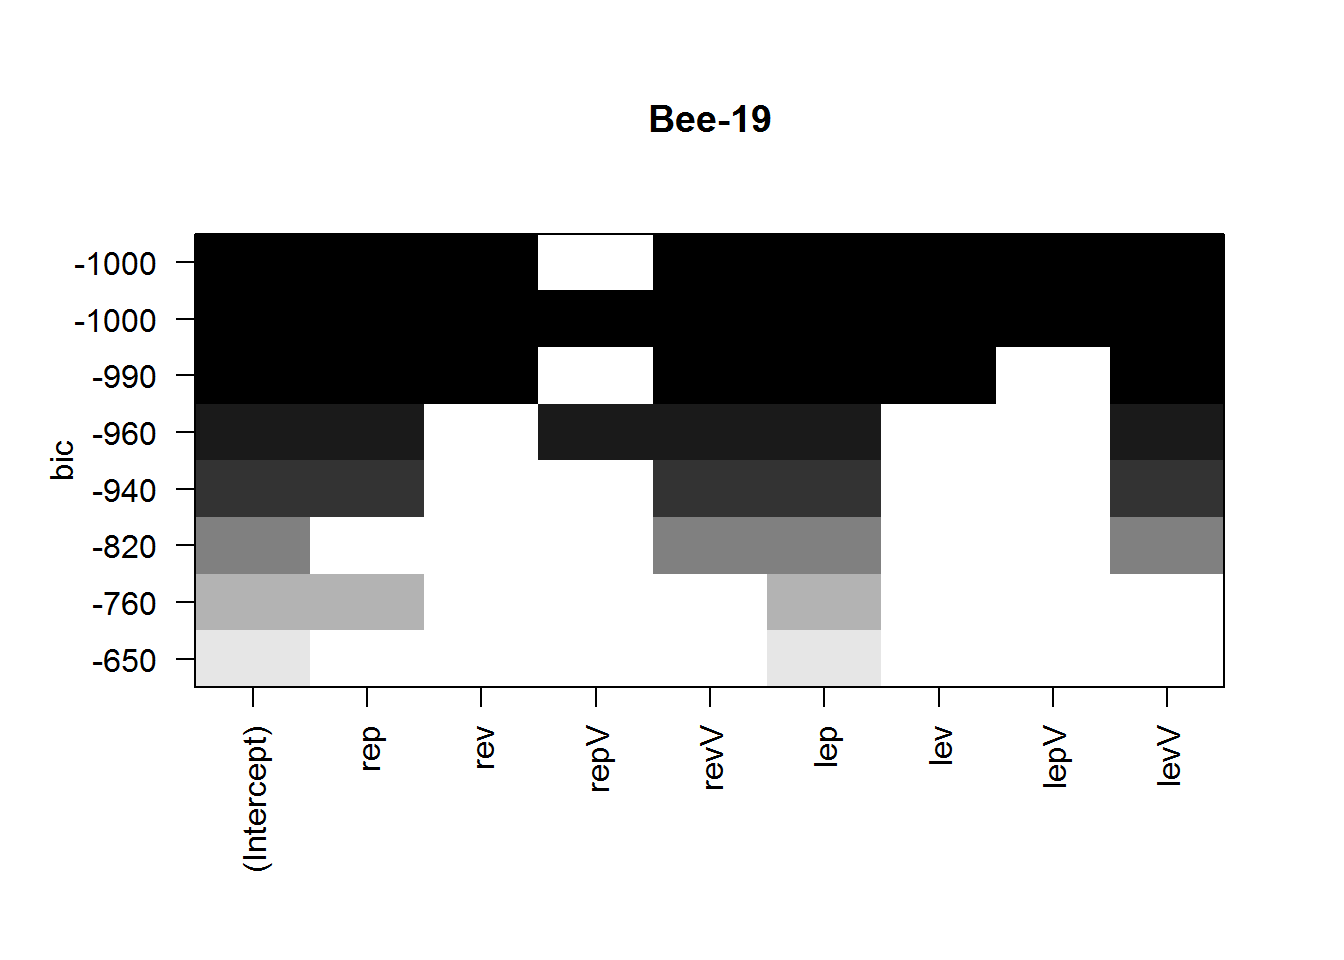 Bee-19
bic
-1000
-1000
-990
-960
-940
-820
-760
-650
(Intercept)
rep
rev
repV
revV
lep
lev
lepV
levV